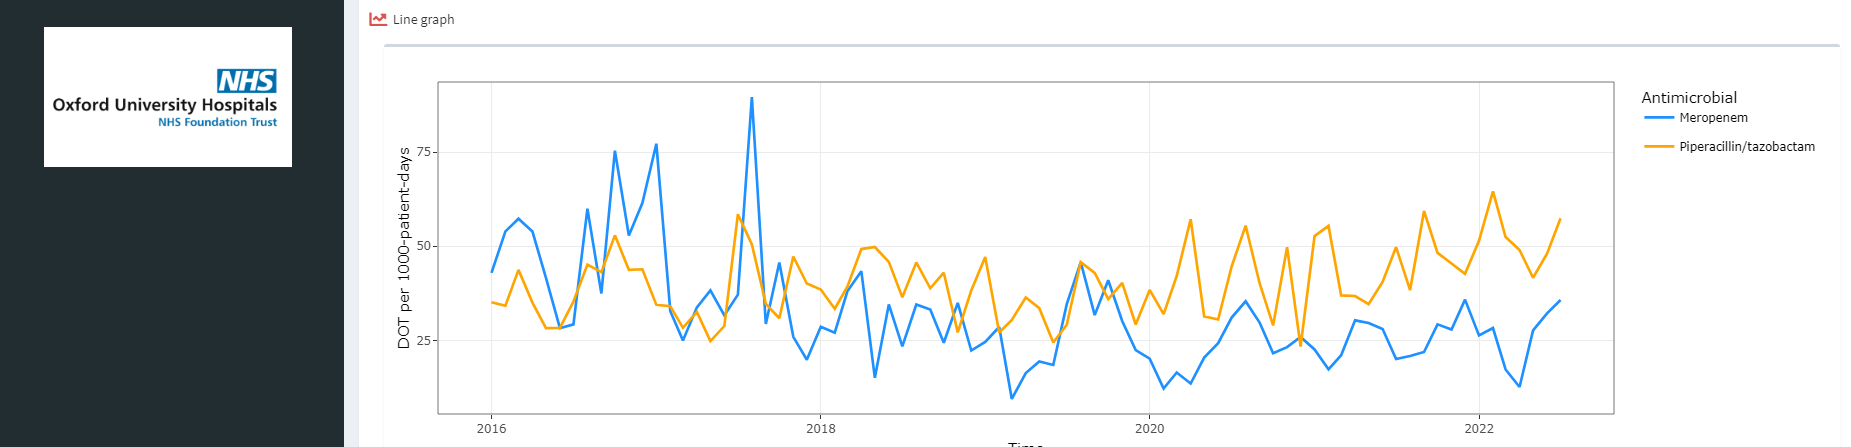 NHS
Oxford University Hospitals
NHS Foundation Trust
Line graph
DOT per 1000-patient-days
75
50
25
2016
2018
2020
2022
Time
Antimicrobial
Meropenem
Piperacillin/tazobactam